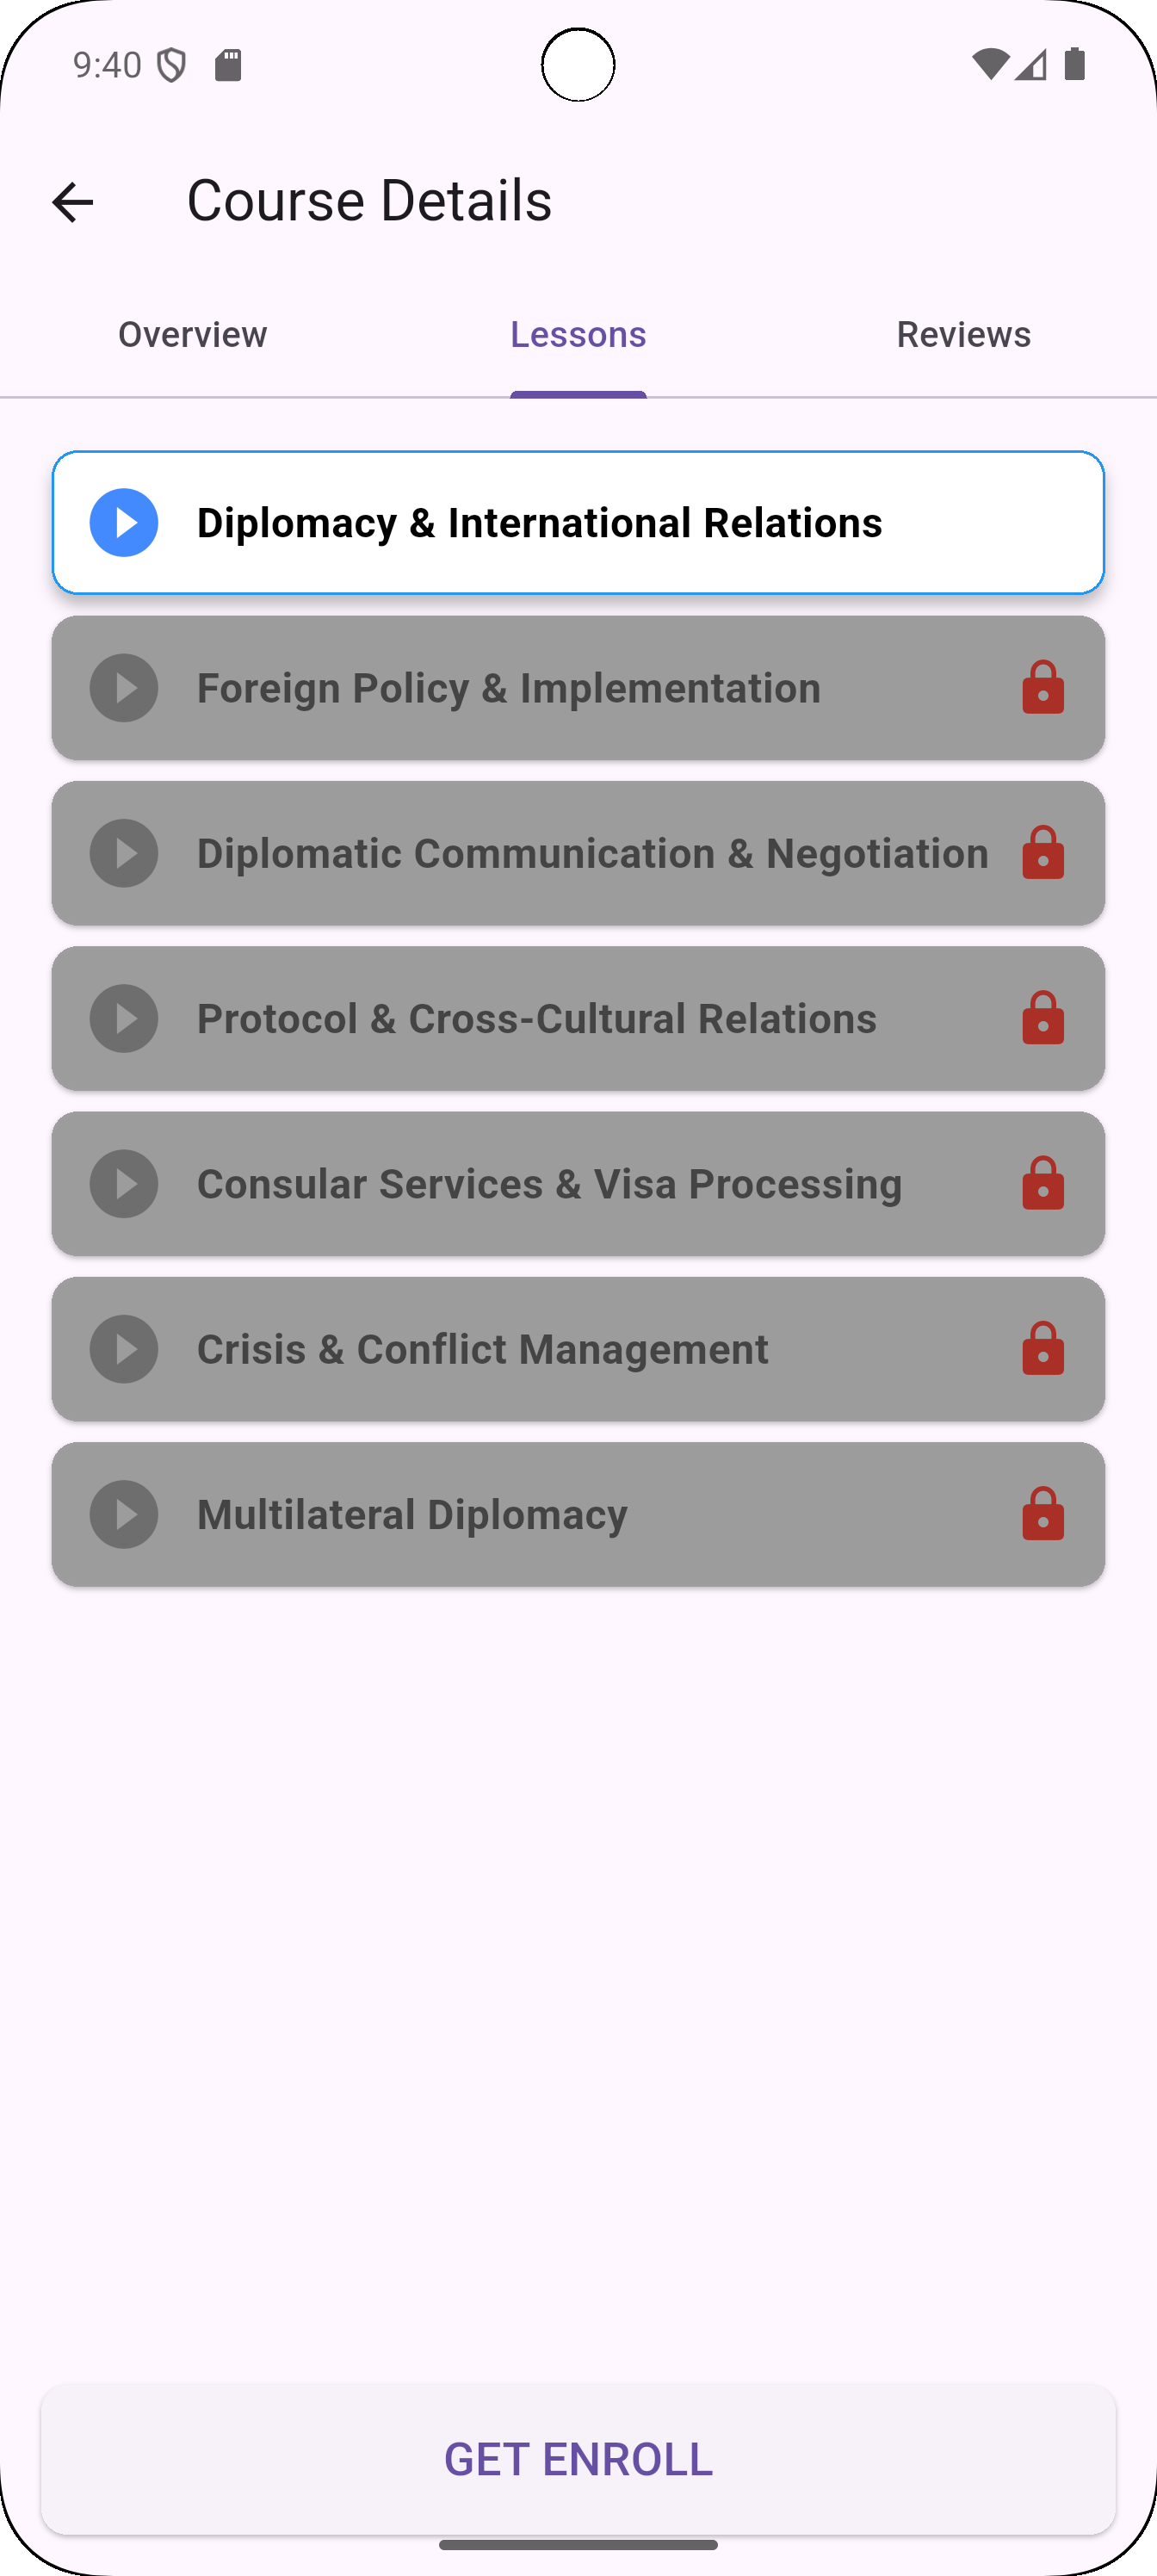 9:40
Course Details
Overview Lessons Reviews
Diplomacy & International Relations
Foreign Policy & Implementation
Diplomatic Communication & Negotiation
Protocol & Cross-Cultural Relations
Consular Services & Visa Processing
Crisis & Conflict Management
Multilateral Diplomacy
GET ENROLL